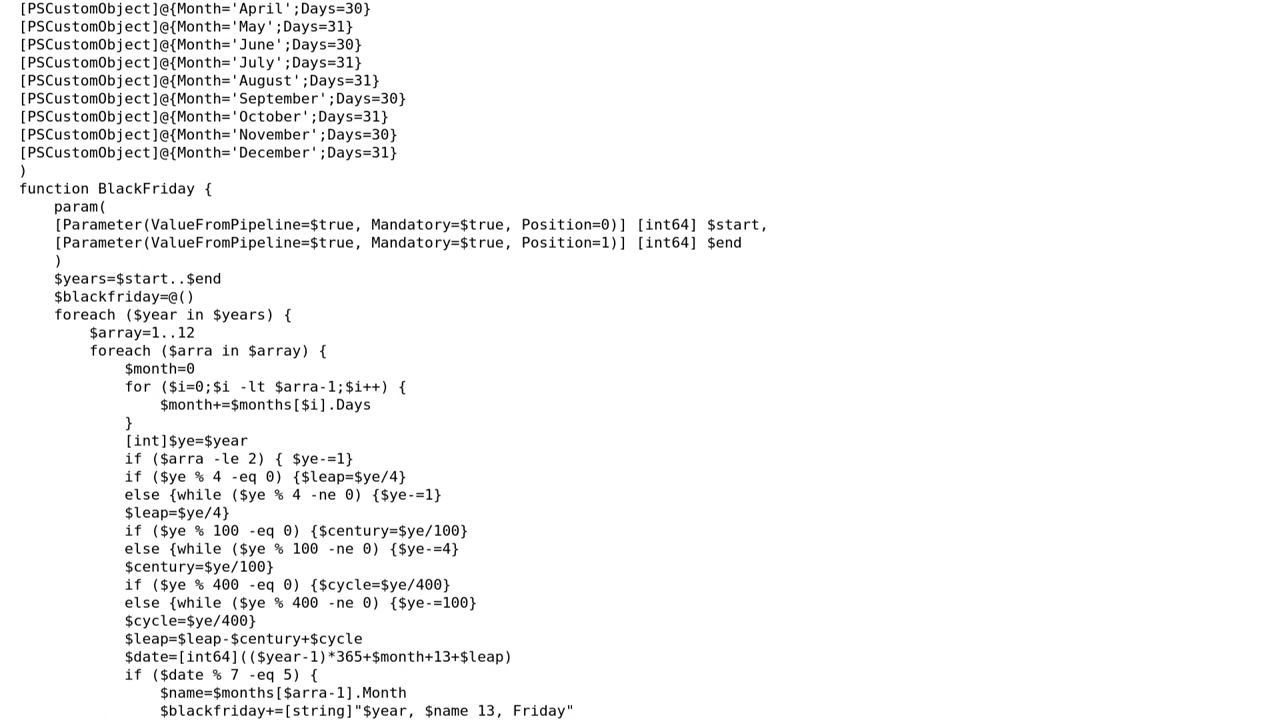 [PSCustomObject]@{Month='April';Days=30}
[PSCustomObject]@{Month='May';Days=31}
[PSCustomObject]@{Month='June';Days=30}
[PSCustomObject]@{Month='July';Days=31}
[PSCustomObject]@{Month='August';Days=31}
[PSCustomObject]@{Month='September';Days=30}
[PSCustomObject]@{Month='October';Days=31}
[PSCustomObject]@{Month='November';Days=30}
[PSCustomObject]@{Month='December';Days=31}
)
function BlackFriday {
    param(
    [Parameter(ValueFromPipeline=$true, Mandatory=$true, Position=0)] [int64] $start,
    [Parameter(ValueFromPipeline=$true, Mandatory=$true, Position=1)] [int64] $end
    )
    $years=$start..$end
    $blackfriday=@()
    foreach ($year in $years) {
        $array=1..12
        foreach ($arra in $array) {
            $month=0
            for ($i=0;$i -lt $arra-1;$i++) {
                $month+=$months[$i].Days
            }
            [int]$ye=$year
            if ($arra -le 2) { $ye-=1}
            if ($ye % 4 -eq 0) {$leap=$ye/4}
            else {while ($ye % 4 -ne 0) {$ye-=1}
            $leap=$ye/4}
            if ($ye % 100 -eq 0) {$century=$ye/100}
            else {while ($ye % 100 -ne 0) {$ye-=4}
            $century=$ye/100}
            if ($ye % 400 -eq 0) {$cycle=$ye/400}
            else {while ($ye % 400 -ne 0) {$ye-=100}
            $cycle=$ye/400}
            $leap=$leap-$century+$cycle
            $date=[int64](($year-1)*365+$month+13+$leap)
            if ($date % 7 -eq 5) {
                $name=$months[$arra-1].Month
                $blackfriday+=[string]"$year, $name 13, Friday"